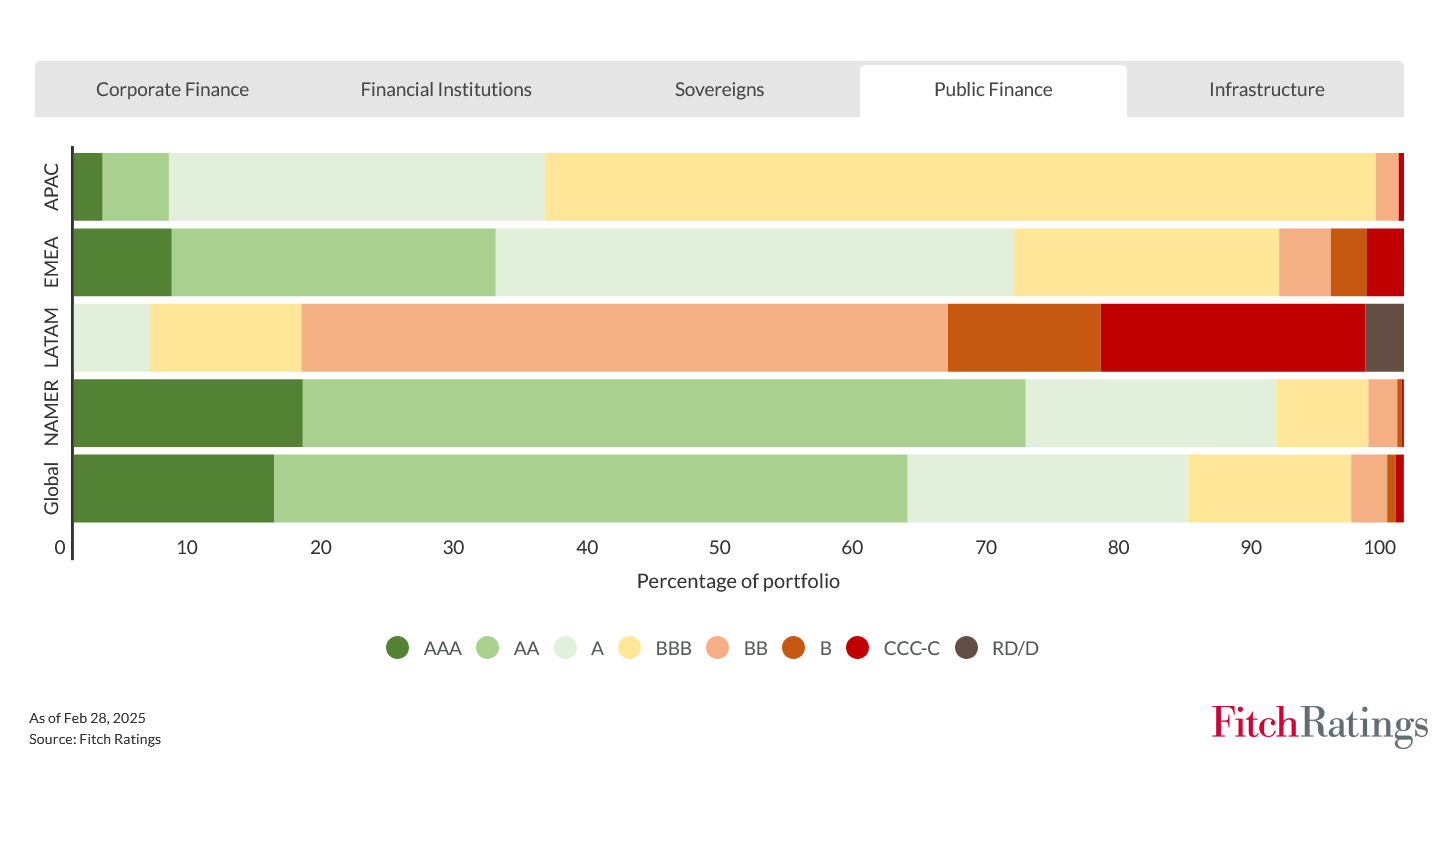 Corporate Finance Financial Institutions Sovereigns Public Finance Infrastructure
APAC
EMEA
LATAM
NAMER
Global
0 10 20 30 40 50 60 70 80 90 100
Percentage of portfolio
AAA AA A BBB BB B CCC-C RD/D
As of Feb 28, 2025
Source: Fitch Ratings
FitchRatings